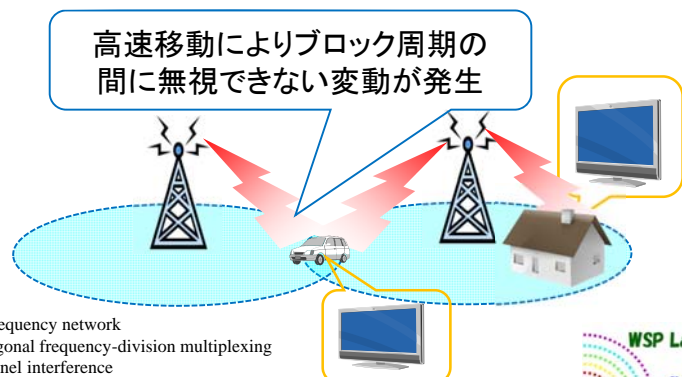 高速移動によりブロック周期の
間に無視できない変動が発生
equency network
gonal frequency-division multiplexing
nel interference
WSP LA